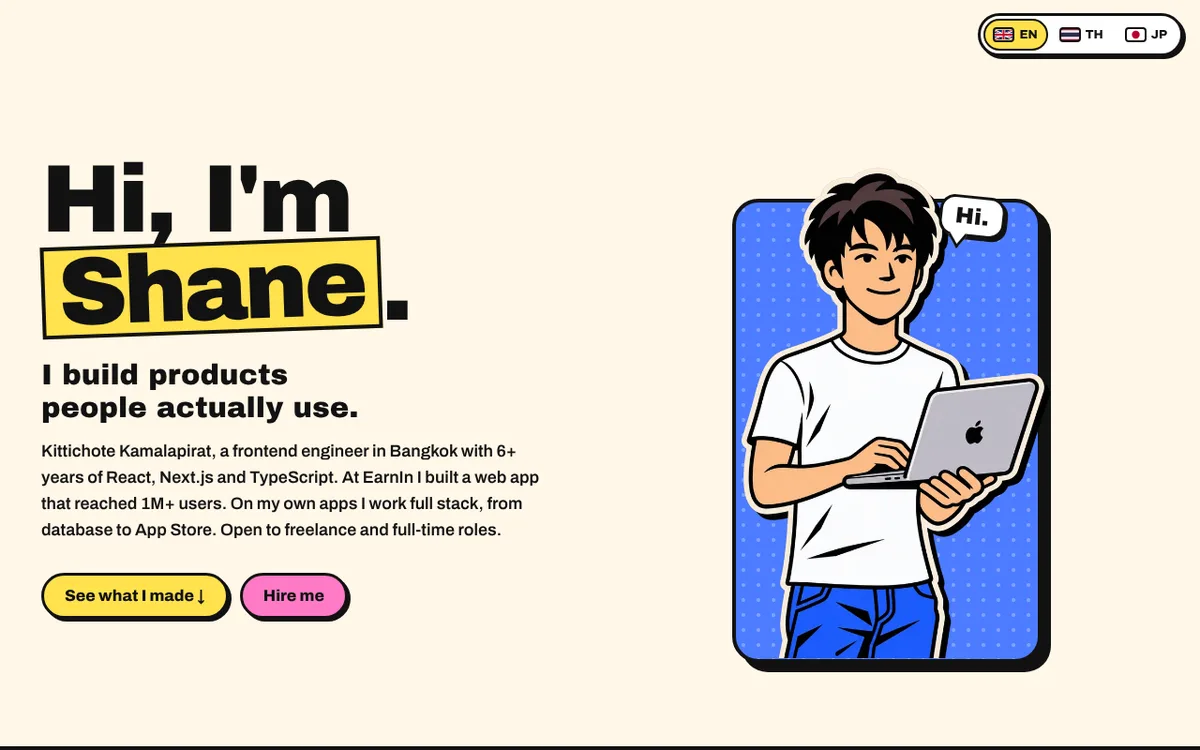 EN TH JP
Hi, I'm
Shane.
Hi.
I build products
people actually use.
Kittichote Kamalapirat, a frontend engineer in Bangkok with 6+
years of React, Next.js and TypeScript. At EarnIn I built a web app
that reached 1M+ users. On my own apps I work full stack, from
database to App Store. Open to freelance and full-time roles.
See what I made ↓
Hire me